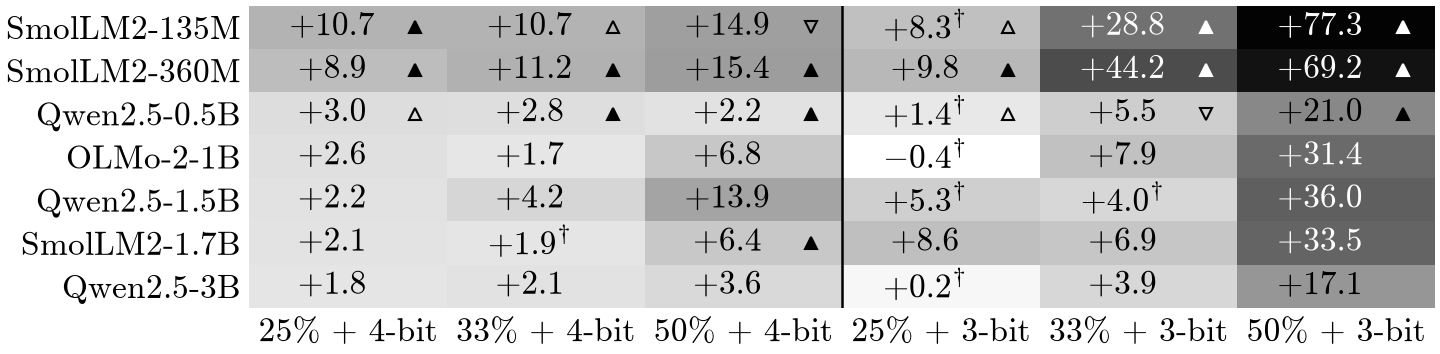 SmolLM2-135M +10.7 ▲ +10.7 △ +14.9 ▽ +8.3† △ +28.8 ▲ +77.3 ▲
SmolLM2-360M +8.9 ▲ +11.2 ▲ +15.4 ▲ +9.8 ▲ +44.2 ▲ +69.2 ▲
Qwen2.5-0.5B +3.0 △ +2.8 ▲ +2.2 ▲ +1.4† △ +5.5 ▽ +21.0 ▲
OLMo-2-1B +2.6 +1.7 +6.8 −0.4† +7.9 +31.4
Qwen2.5-1.5B +2.2 +4.2 +13.9 +5.3† +4.0† +36.0
SmolLM2-1.7B +2.1 +1.9† +6.4 ▲ +8.6 +6.9 +33.5
Qwen2.5-3B +1.8 +2.1 +3.6 +0.2† +3.9 +17.1
25% + 4-bit 33% + 4-bit 50% + 4-bit 25% + 3-bit 33% + 3-bit 50% + 3-bit